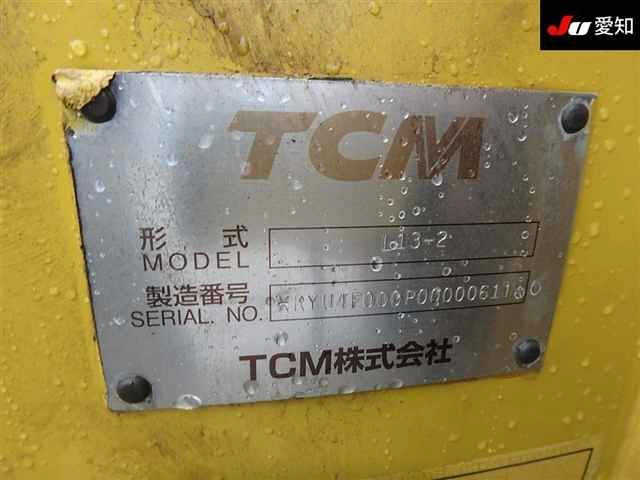 JU 愛知
TCM
形式 L13-2
MODEL
製造番号
SERIAL. NO.
TCM株式会社